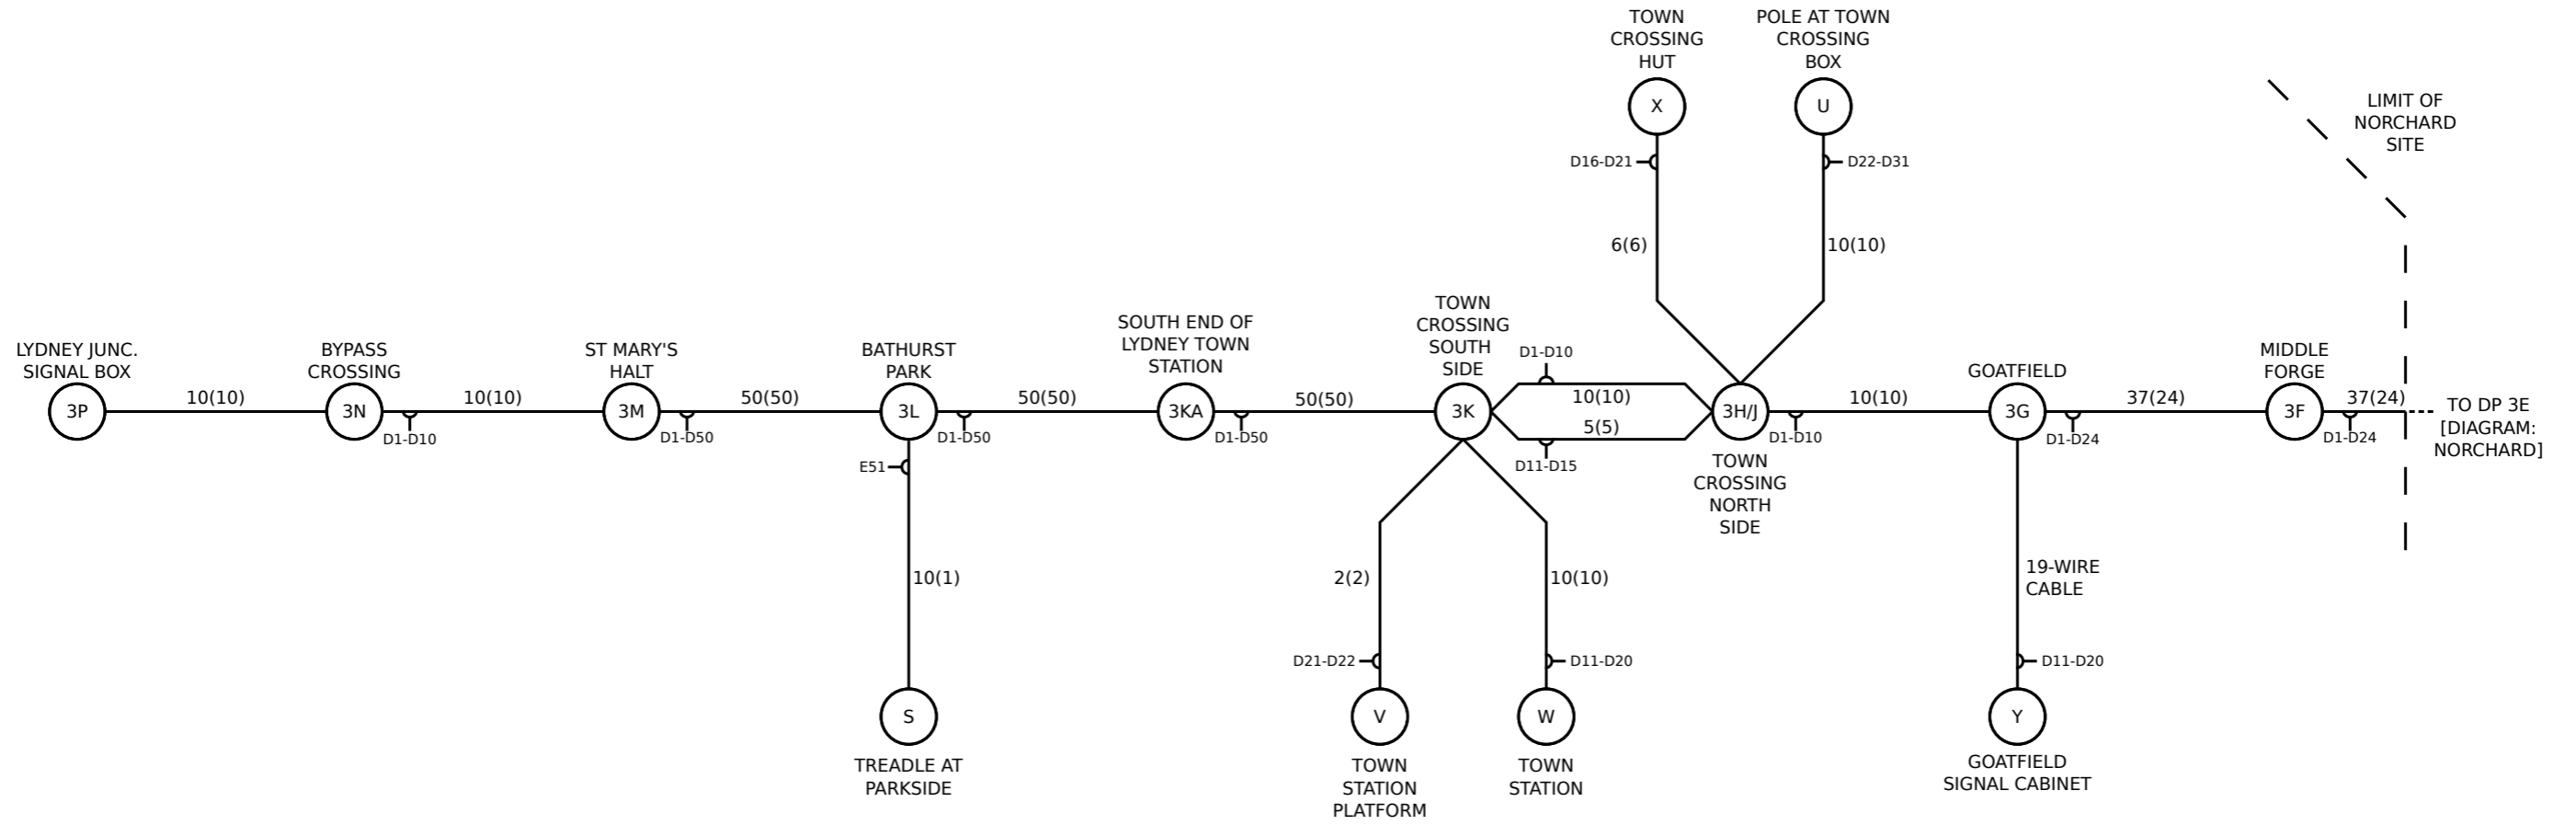 TOWN
CROSSING
HUT
X
D16-D21
6(6)
POLE AT TOWN
CROSSING
BOX
U
D22-D31
10(10)
LIMIT OF
NORCHARD
SITE
LYDNEY JUNC.
SIGNAL BOX
3P
10(10)
BYPASS
CROSSING
3N
D1-D10
10(10)
ST MARY'S
HALT
3M
D1-D50
50(50)
BATHURST
PARK
3L
D1-D50
50(50)
SOUTH END OF
LYDNEY TOWN
STATION
3KA
D1-D50
50(50)
TOWN
CROSSING
SOUTH
SIDE
3K
D1-D10
10(10)
5(5)
D11-D15
3H/J
TOWN
CROSSING
NORTH
SIDE
D1-D10
10(10)
GOATFIELD
3G
D1-D24
37(24)
MIDDLE
FORGE
3F
D1-D24
37(24)
TO DP 3E
[DIAGRAM:
NORCHARD]
E51
10(1)
S
TREADLE AT
PARKSIDE
2(2)
D21-D22
V
TOWN
STATION
PLATFORM
10(10)
D11-D20
W
TOWN
STATION
19-WIRE
CABLE
D11-D20
Y
GOATFIELD
SIGNAL CABINET